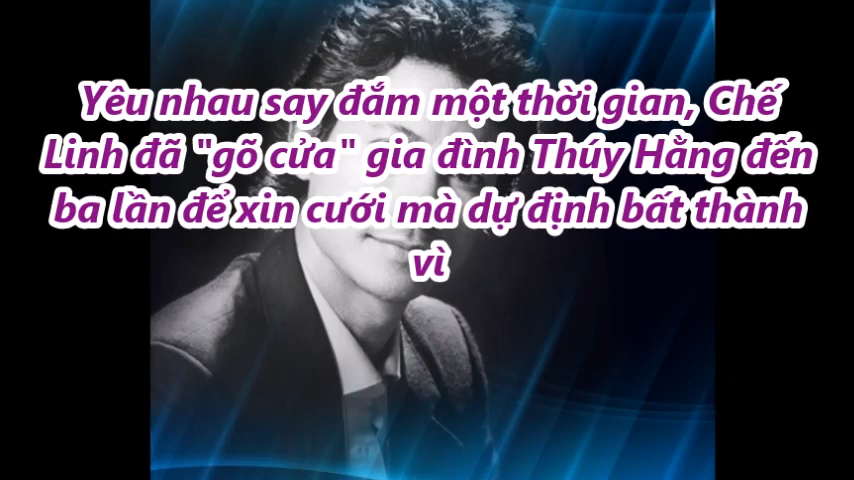 Yêu nhau say đắm một thời gian, Chế
Linh đã "gõ cửa" gia đình Thúy Hằng đến
ba lần để xin cưới mà dự định bất thành
vì